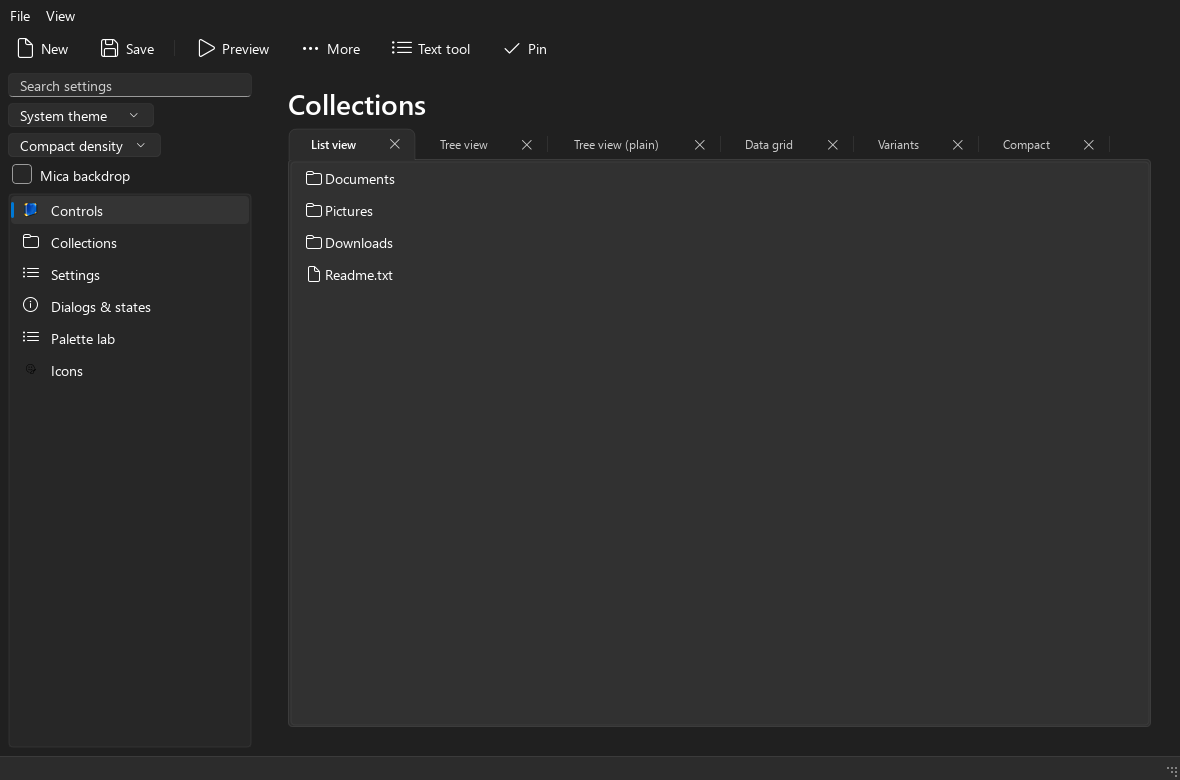 File View
New Save Preview More Text tool Pin
Search settings
System theme
Compact density
Mica backdrop
Controls
Collections
Settings
Dialogs & states
Palette lab
Icons
Collections
List view Tree view Tree view (plain) Data grid Variants Compact
Documents
Pictures
Downloads
Readme.txt